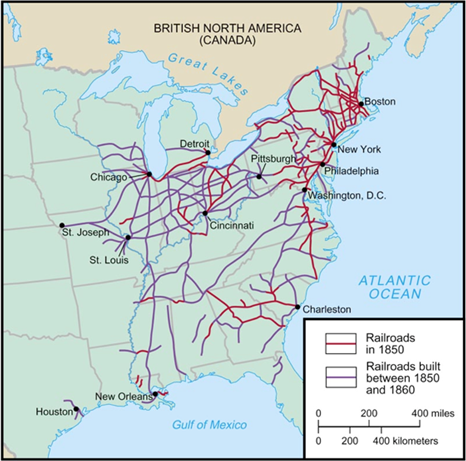 BRITISH NORTH AMERICA
(CANADA)
Great Lakes
Boston
Detroit
New York
Pittsburgh
Philadelphia
Chicago
Washington, D.C.
Cincinnati
St. Joseph
St. Louis
ATLANTIC
OCEAN
Charleston
New Orleans
Houston
Gulf of Mexico
Railroads
in 1850
Railroads built
between 1850
and 1860
0 200 400 miles
0 200 400 kilometers